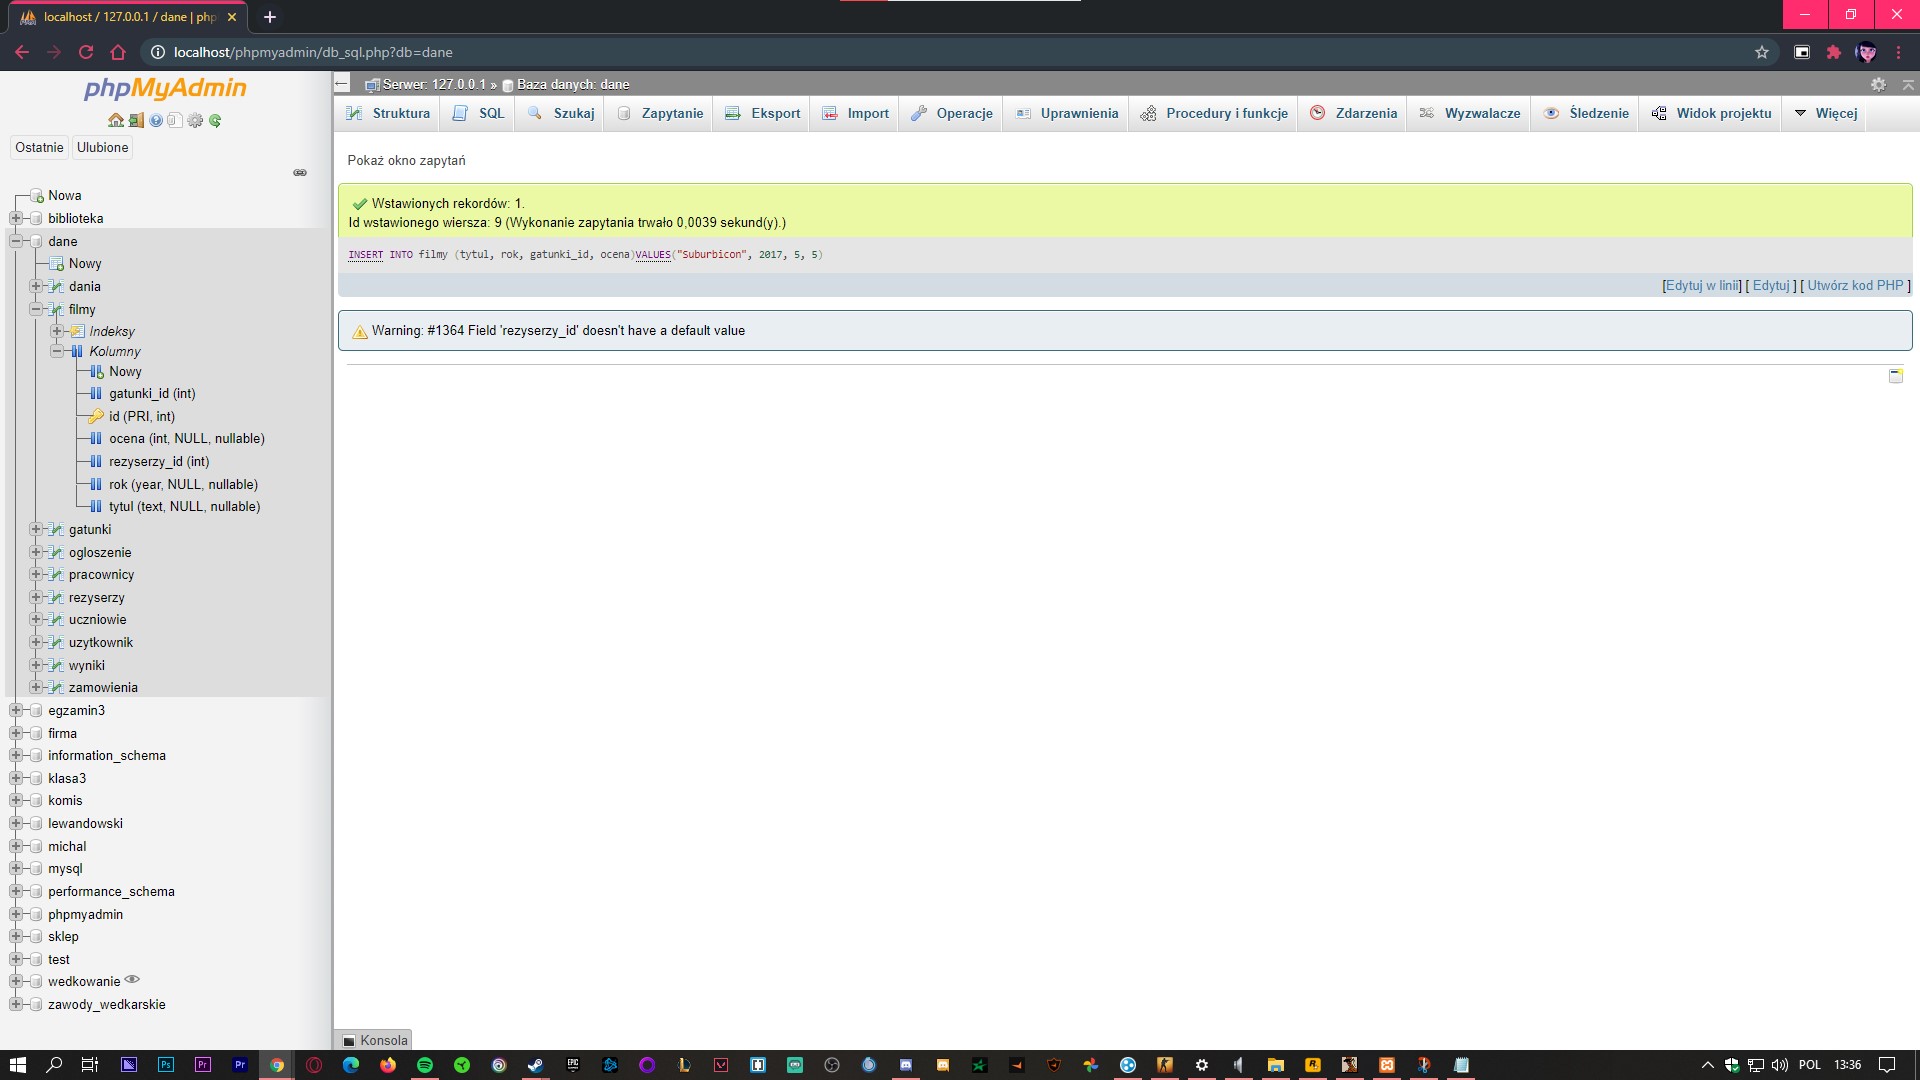 localhost / 127.0.0.1 / dane | php
localhost/phpmyadmin/db_sql.php?db=dane
phpMyAdmin
Ostatnie
Ulubione
Nowa
biblioteka
dane
Nowy
dania
filmy
Indeksy
Kolumny
Nowy
gatunki_id (int)
id (PRI, int)
ocena (int, NULL, nullable)
rezyserzy_id (int)
rok (year, NULL, nullable)
tytul (text, NULL, nullable)
gatunki
ogloszenie
pracownicy
rezyserzy
uczniowie
uzytkownik
wyniki
zamowienia
egzamin3
firma
information_schema
klasa3
komis
lewandowski
michal
mysql
performance_schema
phpmyadmin
sklep
test
wedkowanie
zawody_wedkarskie
Serwer: 127.0.0.1 » Baza danych: dane
Struktura SQL Szukaj Zapytanie Eksport Import Operacje Uprawnienia Procedury i funkcje Zdarzenia Wyzwalacze Śledzenie Widok projektu Więcej
Pokaż okno zapytań
Wstawionych rekordów: 1.
Id wstawionego wiersza: 9 (Wykonanie zapytania trwało 0,0039 sekund(y).)
INSERT INTO filmy (tytul, rok, gatunki_id, ocena)VALUES("Suburbicon", 2017, 5, 5)
[Edytuj w linii] [ Edytuj ] [ Utwórz kod PHP ]
Warning: #1364 Field 'rezyserzy_id' doesn't have a default value
Konsola
Ps
Pr
Pr
EPIC
POL
13:36